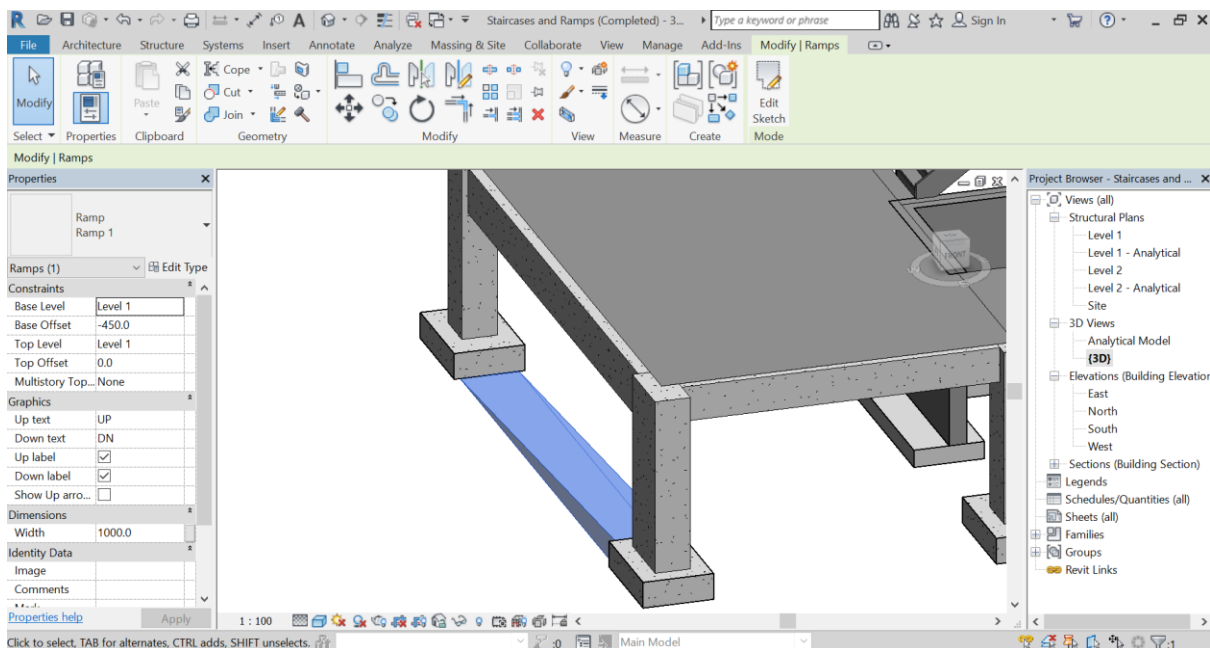 R A Staircases and Ramps (Completed) - 3... Type a keyword or phrase Sign In
File Architecture Structure Systems Insert Annotate Analyze Massing & Site Collaborate View Manage Add-Ins Modify | Ramps
Modify Paste Cope Cut Join Edit Sketch
Select Properties Clipboard Geometry Modify View Measure Create Mode
Modify | Ramps
Properties
Ramp
Ramp 1
Ramps (1) Edit Type
Constraints
Base Level Level 1
Base Offset -450.0
Top Level Level 1
Top Offset 0.0
Multistory Top... None
Graphics
Up text UP
Down text DN
Up label
Down label
Show Up arro...
Dimensions
Width 1000.0
Identity Data
Image
Comments
Properties help Apply
FRONT
1 : 100
Project Browser - Staircases and ...
Views (all)
Structural Plans
Level 1
Level 1 - Analytical
Level 2
Level 2 - Analytical
Site
3D Views
Analytical Model
{3D}
Elevations (Building Elevation
East
North
South
West
Sections (Building Section)
Legends
Schedules/Quantities (all)
Sheets (all)
Families
Groups
Revit Links
Click to select, TAB for alternates, CTRL adds, SHIFT unselects. :0 Main Model :1